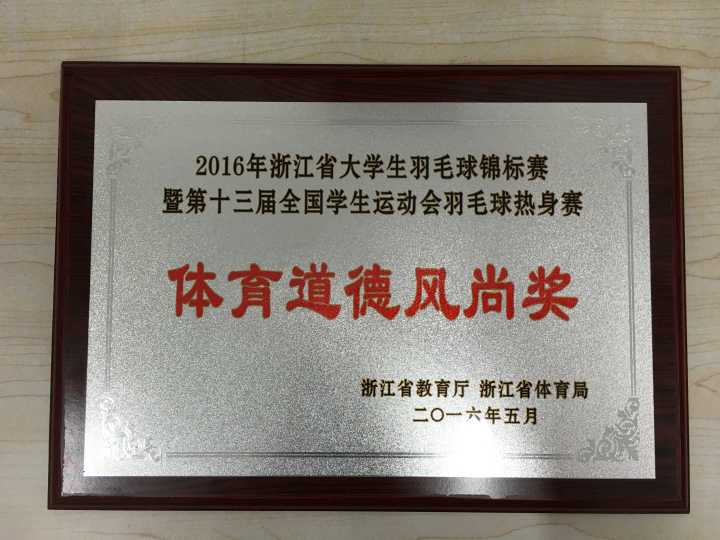 2016年浙江省大学生羽毛球锦标赛
暨第十三届全国学生运动会羽毛球热身赛
体育道德风尚奖
浙江省教育厅 浙江省体育局
二〇一六年五月